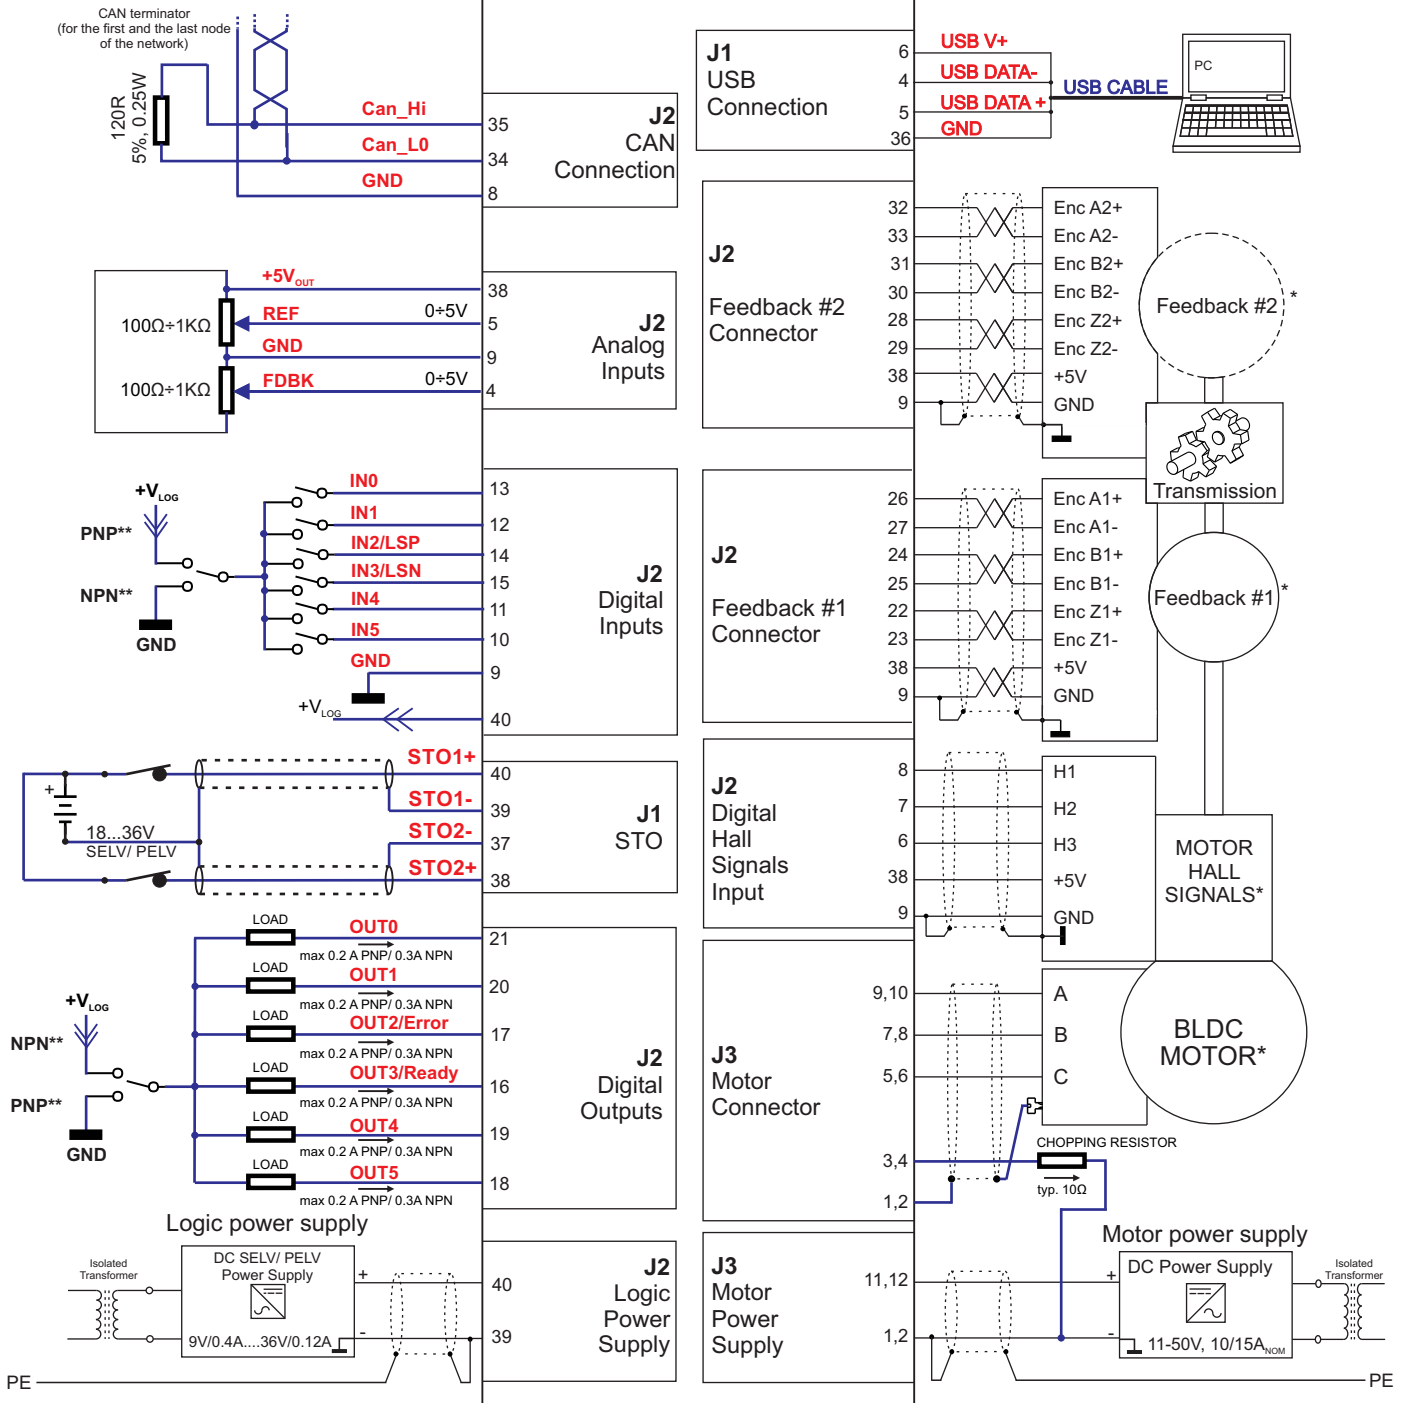 CAN terminator
(for the first and the last node
of the network)
120R
5%, 0.25W
Can_Hi
35
Can_L0
34
GND
8
J2
CAN
Connection
+5VOUT
38
100Ω÷1KΩ
REF
0÷5V
5
GND
9
100Ω÷1KΩ
FDBK
0÷5V
4
J2
Analog
Inputs
+VLOG
PNP**
NPN**
GND
IN0
13
IN1
12
IN2/LSP
14
IN3/LSN
15
IN4
11
IN5
10
GND
9
+VLOG
40
J2
Digital
Inputs
STO1+
40
STO1-
39
STO2-
37
STO2+
38
+
18...36V
SELV/ PELV
J1
STO
LOAD
OUT0
21
max 0.2 A PNP/ 0.3A NPN
LOAD
OUT1
20
max 0.2 A PNP/ 0.3A NPN
LOAD
OUT2/Error
17
max 0.2 A PNP/ 0.3A NPN
LOAD
OUT3/Ready
16
max 0.2 A PNP/ 0.3A NPN
LOAD
OUT4
19
max 0.2 A PNP/ 0.3A NPN
LOAD
OUT5
18
max 0.2 A PNP/ 0.3A NPN
+VLOG
NPN**
PNP**
GND
J2
Digital
Outputs
Logic power supply
Isolated
Transformer
DC SELV/ PELV
Power Supply
9V/0.4A....36V/0.12A
+
40
-
39
PE
J2
Logic
Power
Supply
J1
USB
Connection
6
USB V+
4
USB DATA-
5
USB DATA +
36
GND
USB CABLE
PC
J2
Feedback #2
Connector
32
Enc A2+
33
Enc A2-
31
Enc B2+
30
Enc B2-
28
Enc Z2+
29
Enc Z2-
38
+5V
9
GND
Feedback #2
*
Transmission
J2
Feedback #1
Connector
26
Enc A1+
27
Enc A1-
24
Enc B1+
25
Enc B1-
22
Enc Z1+
23
Enc Z1-
38
+5V
9
GND
Feedback #1
*
J2
Digital
Hall
Signals
Input
8
H1
7
H2
6
H3
38
+5V
9
GND
MOTOR
HALL
SIGNALS*
J3
Motor
Connector
9,10
A
7,8
B
5,6
C
3,4
1,2
BLDC
MOTOR*
CHOPPING RESISTOR
typ. 10Ω
Motor power supply
J3
Motor
Power
Supply
11,12
+
1,2
-
DC Power Supply
11-50V, 10/15ANOM
Isolated
Transformer
PE